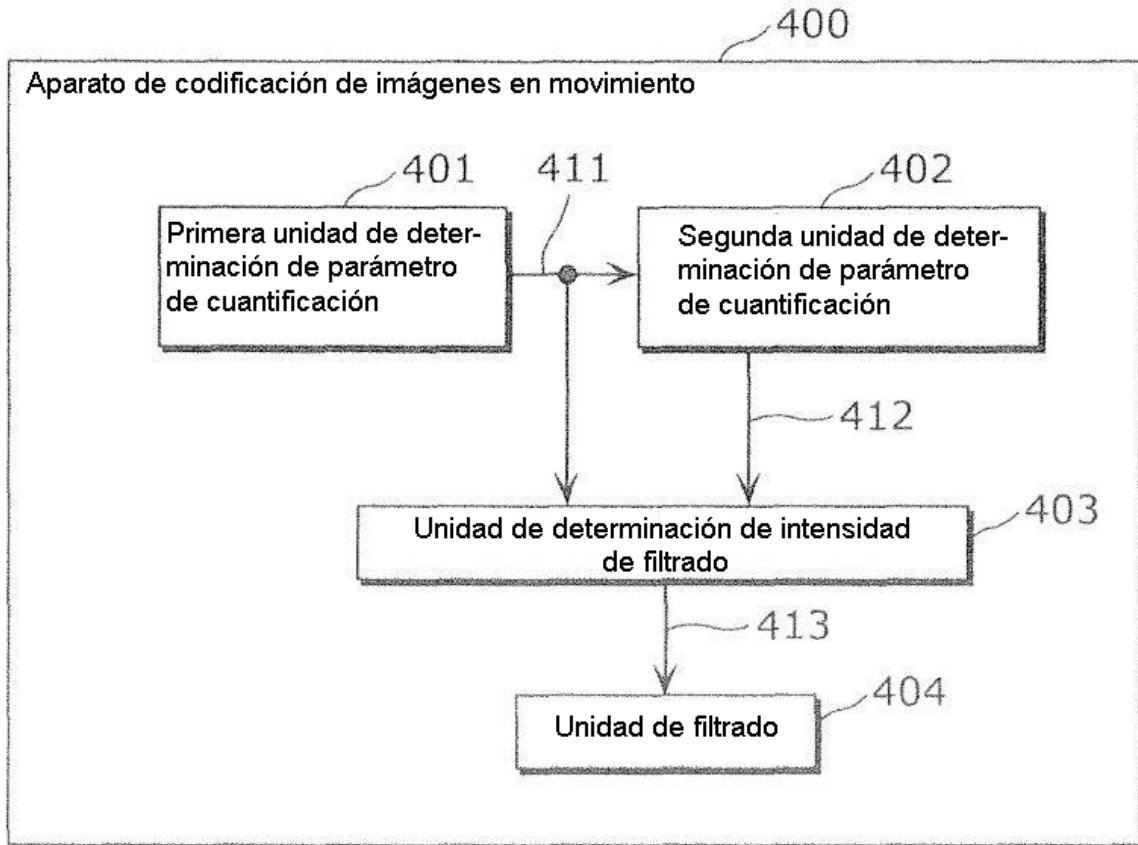 400
Aparato de codificación de imágenes en movimiento
401
411
402
Primera unidad de deter-
minación de parámetro
de cuantificación
Segunda unidad de deter-
minación de parámetro
de cuantificación
412
Unidad de determinación de intensidad
de filtrado
403
413
404
Unidad de filtrado